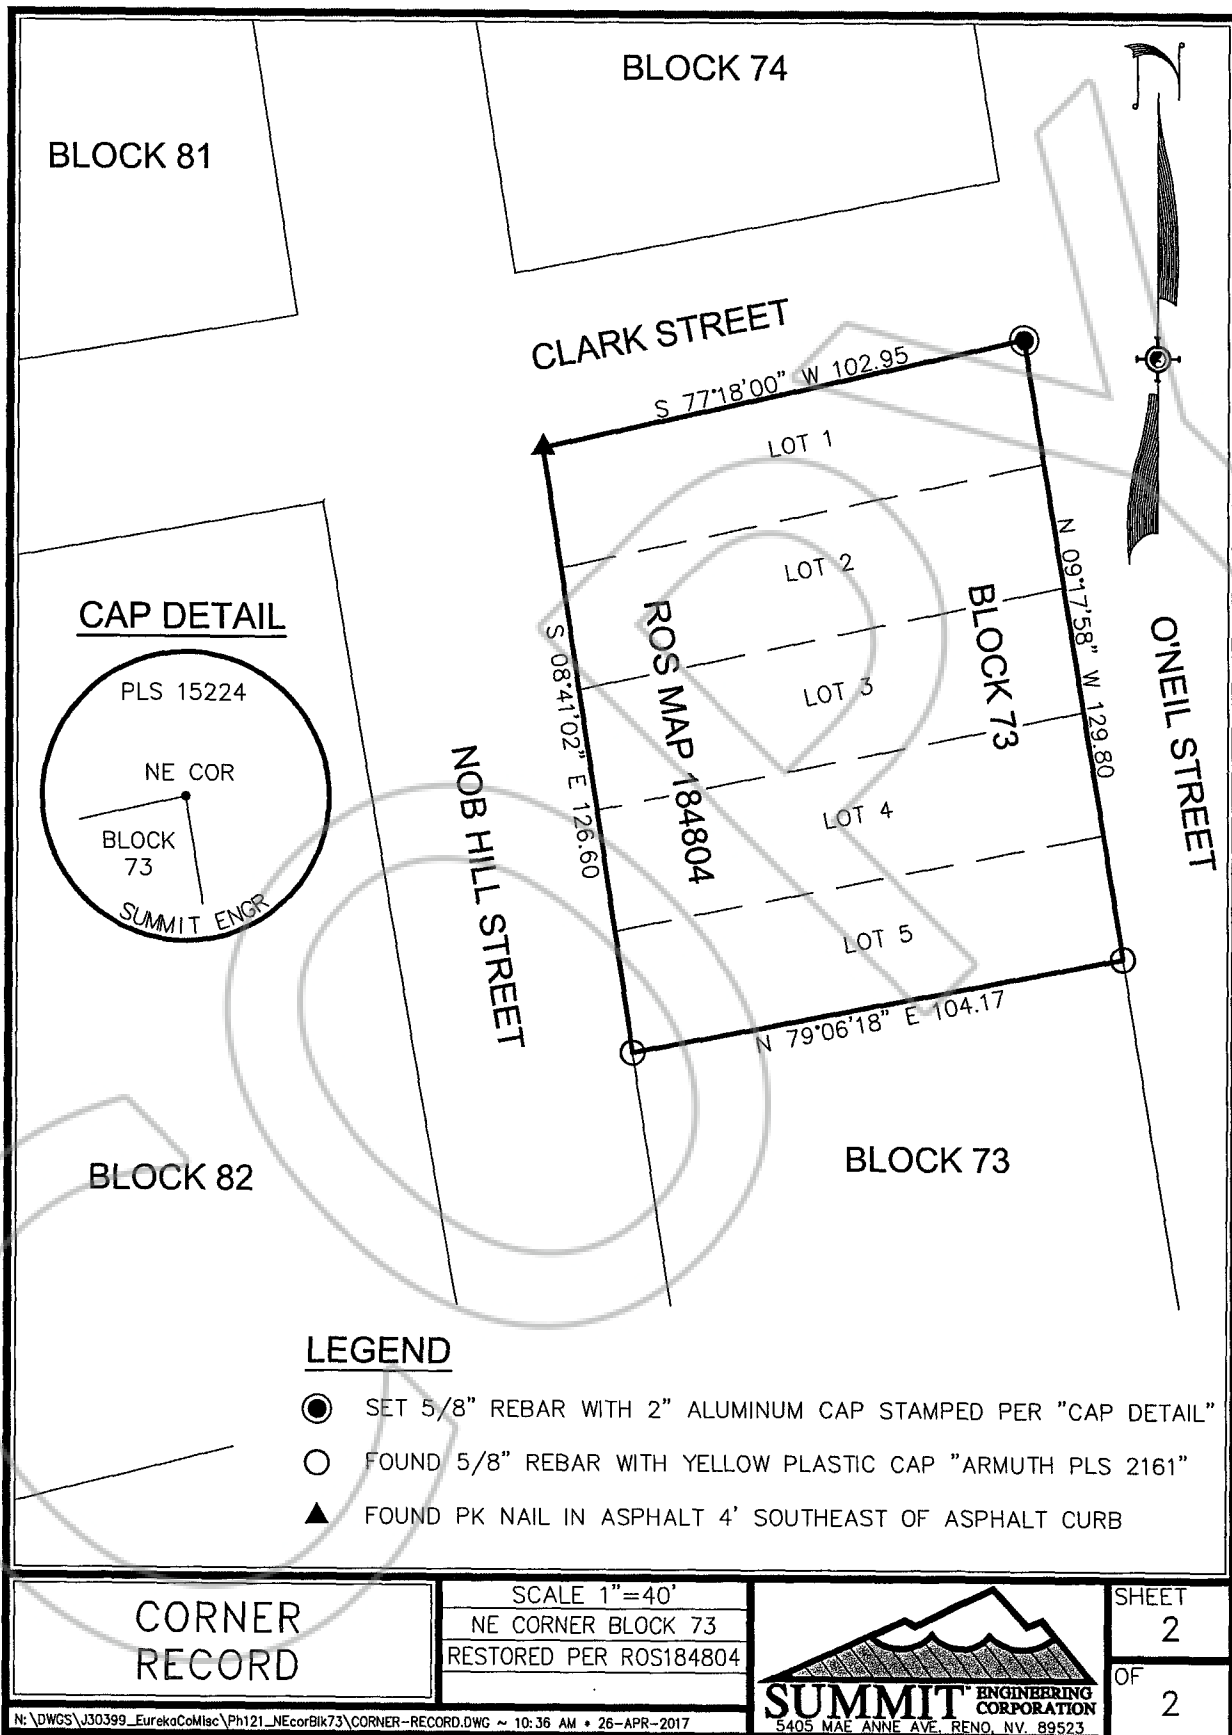 BLOCK 74
BLOCK 81
CLARK STREET
S 77°18'00" W 102.95
LOT 1
LOT 2
LOT 3
LOT 4
LOT 5
ROS MAP 184804
BLOCK 73
N 09°17'58" W 129.80
O'NEIL STREET
S 08°41'02" E 126.60
NOB HILL STREET
N 79°06'18" E 104.17
CAP DETAIL
PLS 15224
NE COR
BLOCK
73
SUMMIT ENGR
BLOCK 82
BLOCK 73
COPY
LEGEND
SET 5/8" REBAR WITH 2" ALUMINUM CAP STAMPED PER "CAP DETAIL"
FOUND 5/8" REBAR WITH YELLOW PLASTIC CAP "ARMUTH PLS 2161"
FOUND PK NAIL IN ASPHALT 4' SOUTHEAST OF ASPHALT CURB
CORNER
RECORD
SCALE 1"=40'
NE CORNER BLOCK 73
RESTORED PER ROS184804
SUMMIT ENGINEERING
CORPORATION
5405 MAE ANNE AVE. RENO, NV. 89523
SHEET
2
OF
2
N:\DWGS\J30399_EurekaCoMisc\Ph121_NEcorBlk73\CORNER-RECORD.DWG ~ 10:36 AM * 26-APR-2017